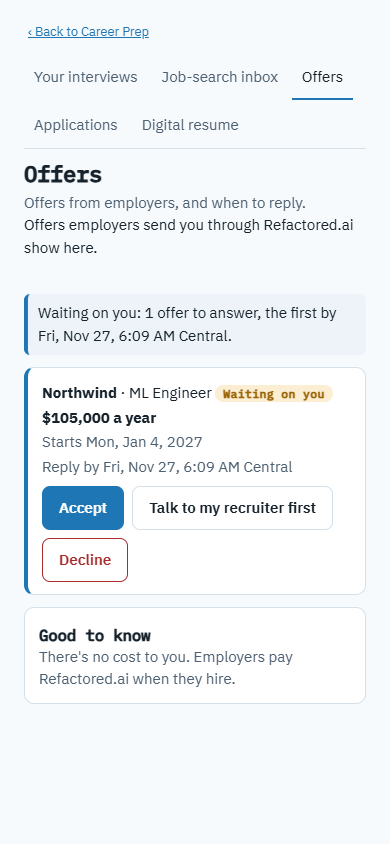 ‹ Back to Career Prep
Your interviews Job-search inbox Offers
Applications Digital resume
Offers
Offers from employers, and when to reply.
Offers employers send you through Refactored.ai
show here.
Waiting on you: 1 offer to answer, the first by
Fri, Nov 27, 6:09 AM Central.
Northwind · ML Engineer Waiting on you
$105,000 a year
Starts Mon, Jan 4, 2027
Reply by Fri, Nov 27, 6:09 AM Central
Accept Talk to my recruiter first
Decline
Good to know
There's no cost to you. Employers pay
Refactored.ai when they hire.